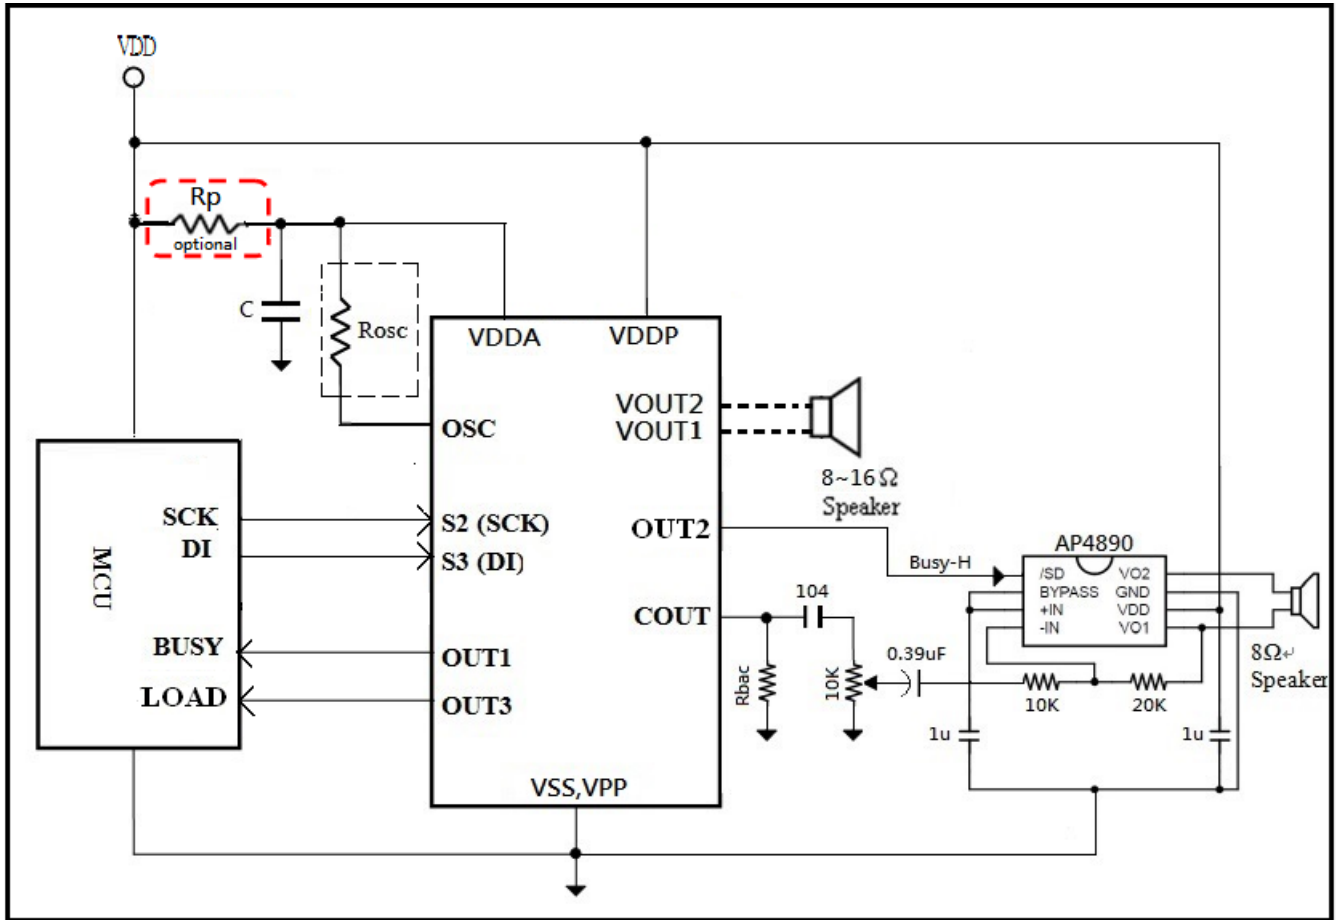 VDD
Rp
optional
C
Rosc
VDDA
VDDP
OSC
VOUT2
VOUT1
8~16 Ω
Speaker
MCU
SCK
DI
BUSY
LOAD
S2 (SCK)
S3 (DI)
OUT1
OUT3
OUT2
COUT
VSS,VPP
Busy-H
AP4890
/SD
BYPASS
+IN
-IN
VO2
GND
VDD
VO1
104
Rbac
10K
0.39uF
10K
20K
1u
1u
8Ω↵
Speaker